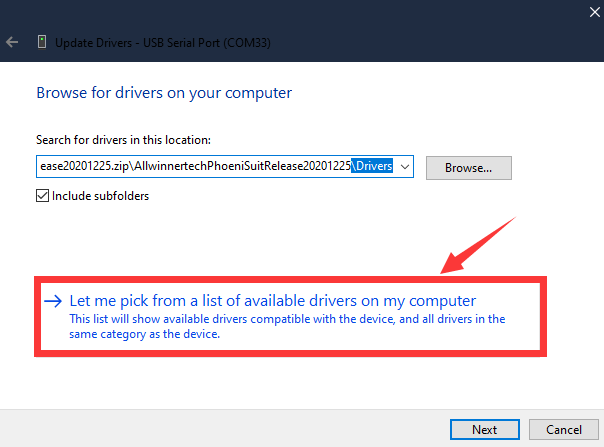 Update Drivers - USB Serial Port (COM33)
Browse for drivers on your computer
Search for drivers in this location:
ease20201225.zip\AllwinnertechPhoeniSuitRelease20201225\Drivers
Browse...
Include subfolders
Let me pick from a list of available drivers on my computer
This list will show available drivers compatible with the device, and all drivers in the
same category as the device.
Next
Cancel